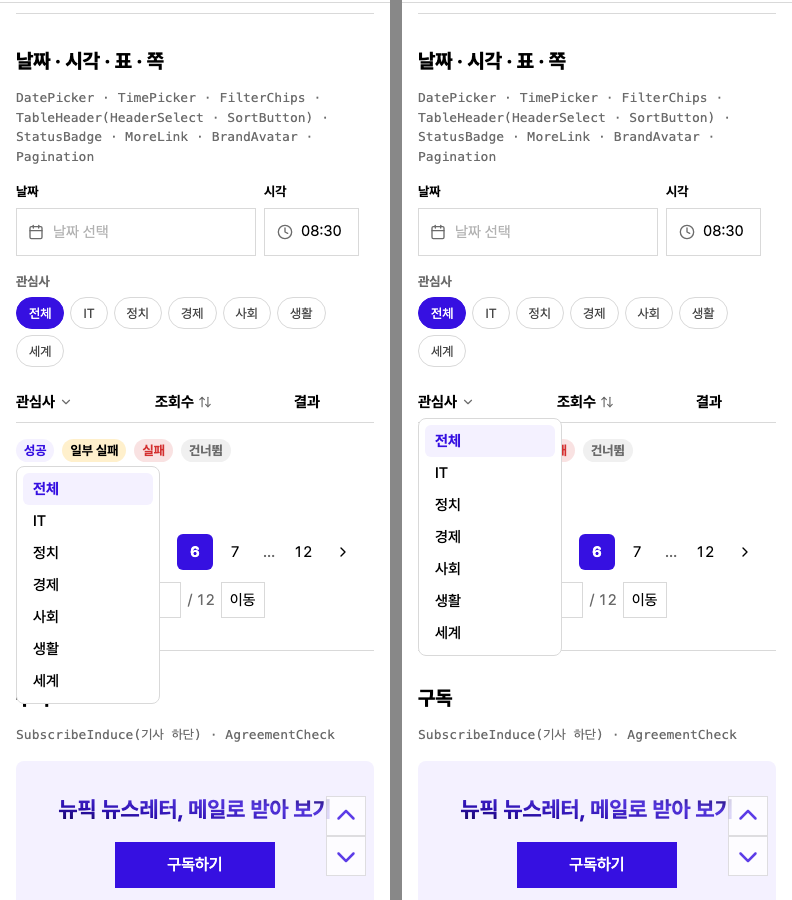 날짜 · 시각 · 표 · 쪽
DatePicker · TimePicker · FilterChips ·
TableHeader(HeaderSelect · SortButton) ·
StatusBadge · MoreLink · BrandAvatar ·
Pagination
날짜 시각
날짜 선택 08:30
관심사
전체 IT 정치 경제 사회 생활
세계
관심사 조회수 결과
성공 일부 실패 실패 건너뜀
전체
IT
정치
경제
사회
생활
세계
6 7 ... 12
/ 12 이동
SubscribeInduce(기사 하단) · AgreementCheck
뉴픽 뉴스레터, 메일로 받아 보기
구독하기
날짜 · 시각 · 표 · 쪽
DatePicker · TimePicker · FilterChips ·
TableHeader(HeaderSelect · SortButton) ·
StatusBadge · MoreLink · BrandAvatar ·
Pagination
날짜 시각
날짜 선택 08:30
관심사
전체 IT 정치 경제 사회 생활
세계
관심사 조회수 결과
건너뜀
전체
IT
정치
경제
사회
생활
세계
6 7 ... 12
/ 12 이동
구독
SubscribeInduce(기사 하단) · AgreementCheck
뉴픽 뉴스레터, 메일로 받아 보기
구독하기